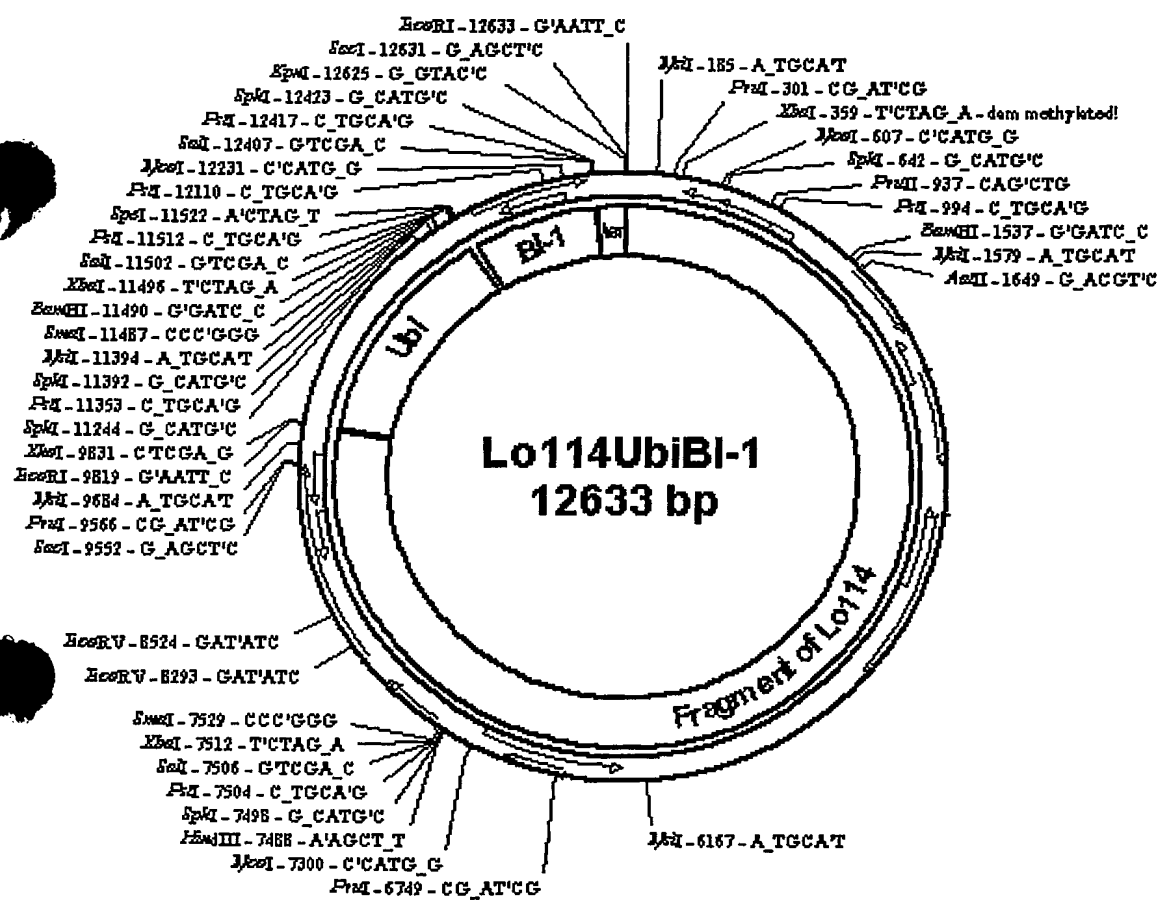 EcoRI-12633 - G'AATT_C
SacI-12631 - G_AGCT'C
KpnI-12625 - G_GTAC'C
SphI-12423 - G_CATG'C
PstI-12417 - C_TGCA'G
SalI-12407 - G'TCGA_C
NcoI-12231 - C'CATG_G
PstI-12110 - C_TGCA'G
SpeI-11522 - A'CTAG_T
PstI-11512 - C_TGCA'G
SalI-11502 - G'TCGA_C
XbaI-11496 - T'CTAG_A
BamHI-11490 - G'GATC_C
SmaI-11487 - CCC'GGG
NsiI-11394 - A_TGCA'T
SphI-11392 - G_CATG'C
PstI-11353 - C_TGCA'G
SphI-11244 - G_CATG'C
XhoI-9831 - C'TCGA_G
EcoRI-9819 - G'AATT_C
NsiI-9684 - A_TGCA'T
PvuI-9566 - CG_AT'CG
SacI-9552 - G_AGCT'C
EcoRV-8524 - GAT'ATC
EcoRV-8293 - GAT'ATC
SmaI-7529 - CCC'GGG
XbaI-7512 - T'CTAG_A
SalI-7506 - G'TCGA_C
PstI-7504 - C_TGCA'G
SphI-7498 - G_CATG'C
HindIII-7488 - A'AGCT_T
NcoI-7300 - C'CATG_G
PvuI-6749 - CG_AT'CG
NsiI-185 - A_TGCA'T
PvuI-301 - CG_AT'CG
XbaI-359 - T'CTAG_A - dam methylated!
NcoI-607 - C'CATG_G
SphI-642 - G_CATG'C
PvuII-937 - CAG'CTG
PstI-994 - C_TGCA'G
BamHI-1537 - G'GATC_C
NsiI-1579 - A_TGCA'T
AatII-1649 - G_ACGT'C
NsiI-6167 - A_TGCA'T
Ubi
BI-1
Lo114UbiBI-1
12633 bp
Fragment of Lo114